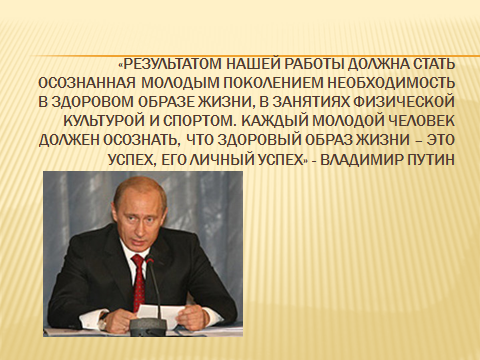 «РЕЗУЛЬТАТОМ НАШЕЙ РАБОТЫ ДОЛЖНА СТАТЬ
ОСОЗНАННАЯ МОЛОДЫМ ПОКОЛЕНИЕМ НЕОБХОДИМОСТЬ
В ЗДОРОВОМ ОБРАЗЕ ЖИЗНИ, В ЗАНЯТИЯХ ФИЗИЧЕСКОЙ
КУЛЬТУРОЙ И СПОРТОМ. КАЖДЫЙ МОЛОДОЙ ЧЕЛОВЕК
ДОЛЖЕН ОСОЗНАТЬ, ЧТО ЗДОРОВЫЙ ОБРАЗ ЖИЗНИ – ЭТО
УСПЕХ, ЕГО ЛИЧНЫЙ УСПЕХ» - ВЛАДИМИР ПУТИН